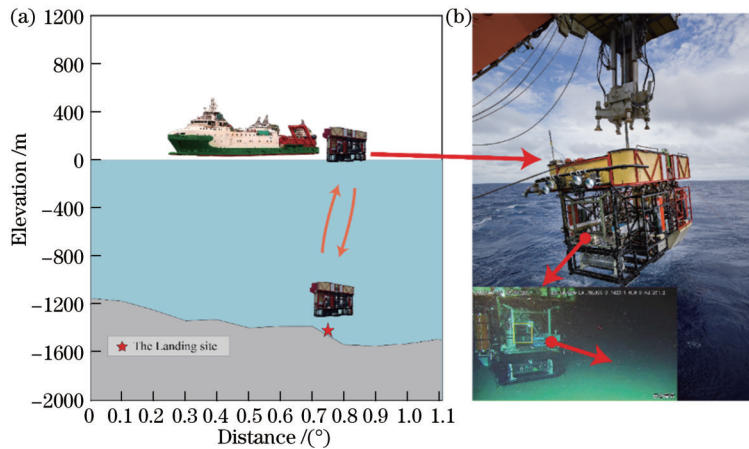 (a)
(b)
1200
800
400
0
−400
−800
−1200
−1600
−2000
Elevation /m
The Landing site
0 0.1 0.2 0.3 0.4 0.5 0.6 0.7 0.8 0.9 1.0 1.1
Distance /(°)